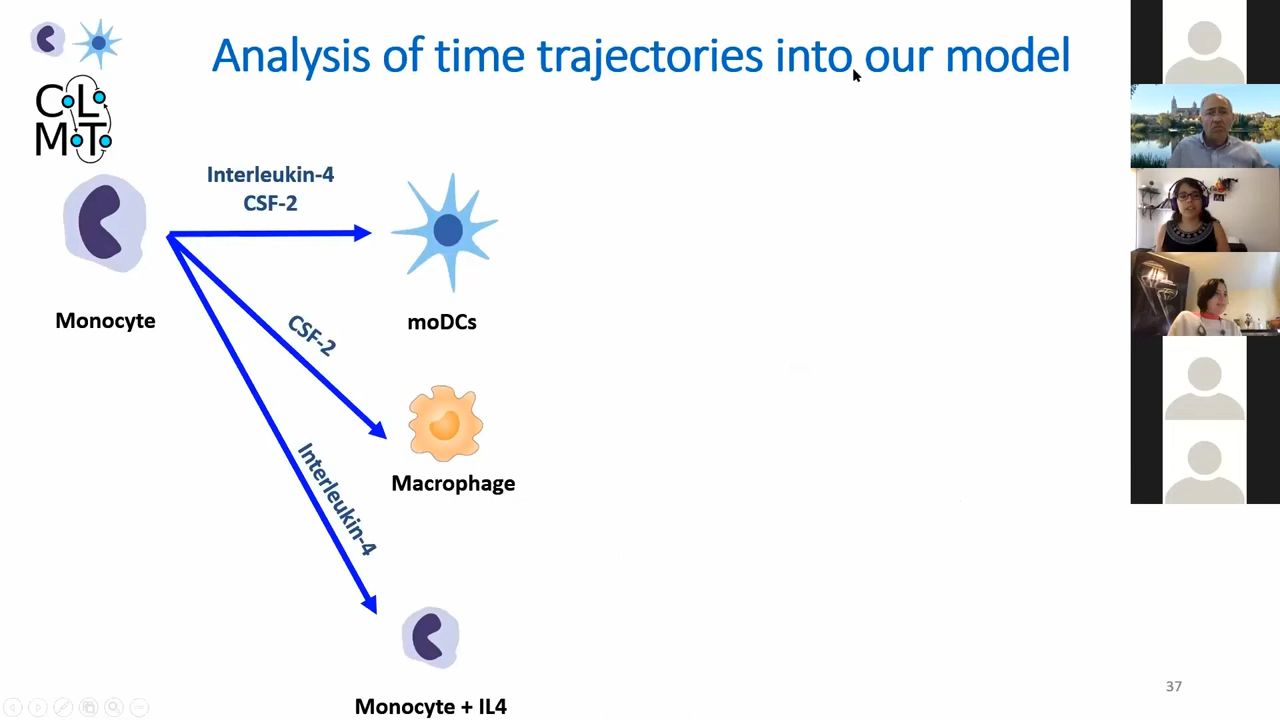 Analysis of time trajectories into our model
C L
M T
Interleukin-4
CSF-2
Monocyte
moDCs
CSF-2
Macrophage
Interleukin-4
Monocyte + IL4
37